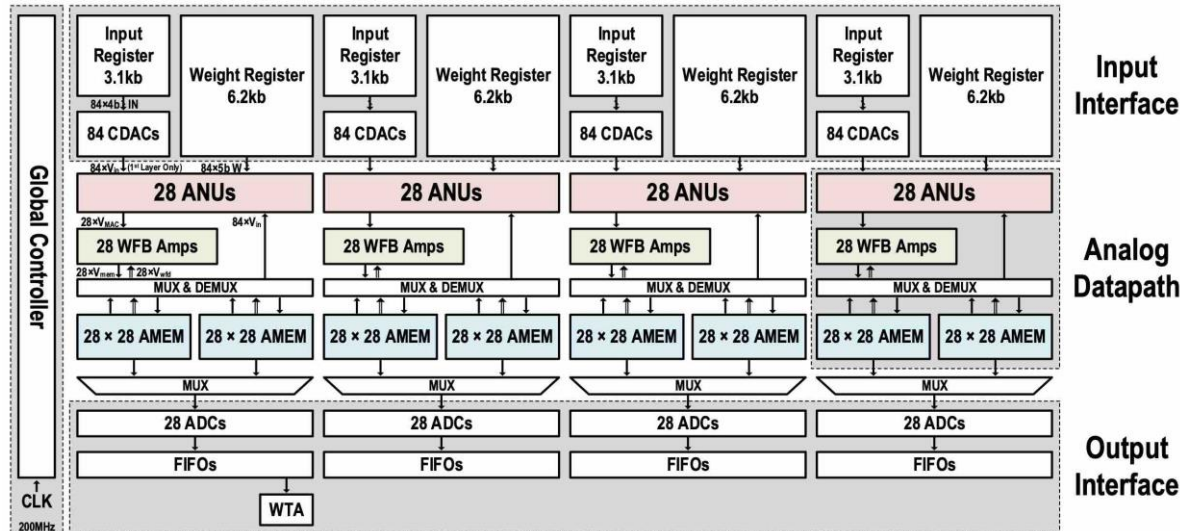 Global Controller
CLK
200MHz
Input
Register
3.1kb
Weight Register
6.2kb
84×4b IN
84 CDACs
84×Vin (1st Layer Only)
84×5b W
28 ANUs
28×VMAC
84×Vin
28 WFB Amps
28×Vmem
28×Vwfd
MUX & DEMUX
28 × 28 AMEM
28 × 28 AMEM
MUX
28 ADCs
FIFOs
WTA
Input
Register
3.1kb
Weight Register
6.2kb
84 CDACs
28 ANUs
28 WFB Amps
MUX & DEMUX
28 × 28 AMEM
28 × 28 AMEM
MUX
28 ADCs
FIFOs
Input
Register
3.1kb
Weight Register
6.2kb
84 CDACs
28 ANUs
28 WFB Amps
MUX & DEMUX
28 × 28 AMEM
28 × 28 AMEM
MUX
28 ADCs
FIFOs
Input
Register
3.1kb
Weight Register
6.2kb
84 CDACs
28 ANUs
28 WFB Amps
MUX & DEMUX
28 × 28 AMEM
28 × 28 AMEM
MUX
28 ADCs
FIFOs
Input
Interface
Analog
Datapath
Output
Interface